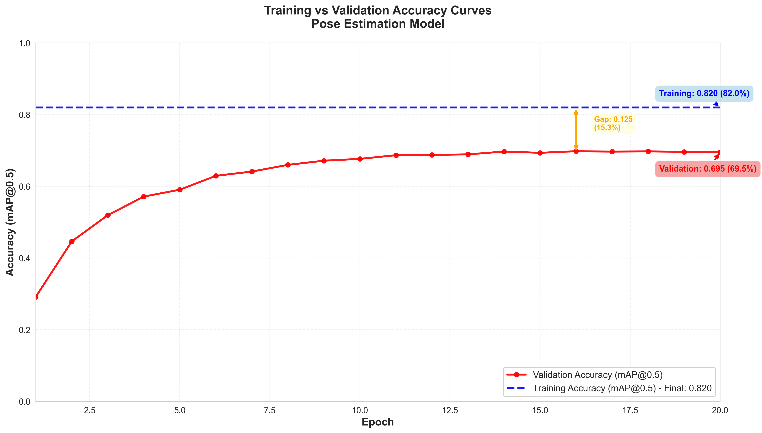 Training vs Validation Accuracy Curves
Pose Estimation Model
1.0
0.8
0.6
0.4
0.2
0.0
Accuracy (mAP@0.5)
Training: 0.820 (82.0%)
Gap: 0.125
(15.3%)
Validation: 0.695 (69.5%)
Validation Accuracy (mAP@0.5)
Training Accuracy (mAP@0.5) - Final: 0.820
2.5 5.0 7.5 10.0 12.5 15.0 17.5 20.0
Epoch